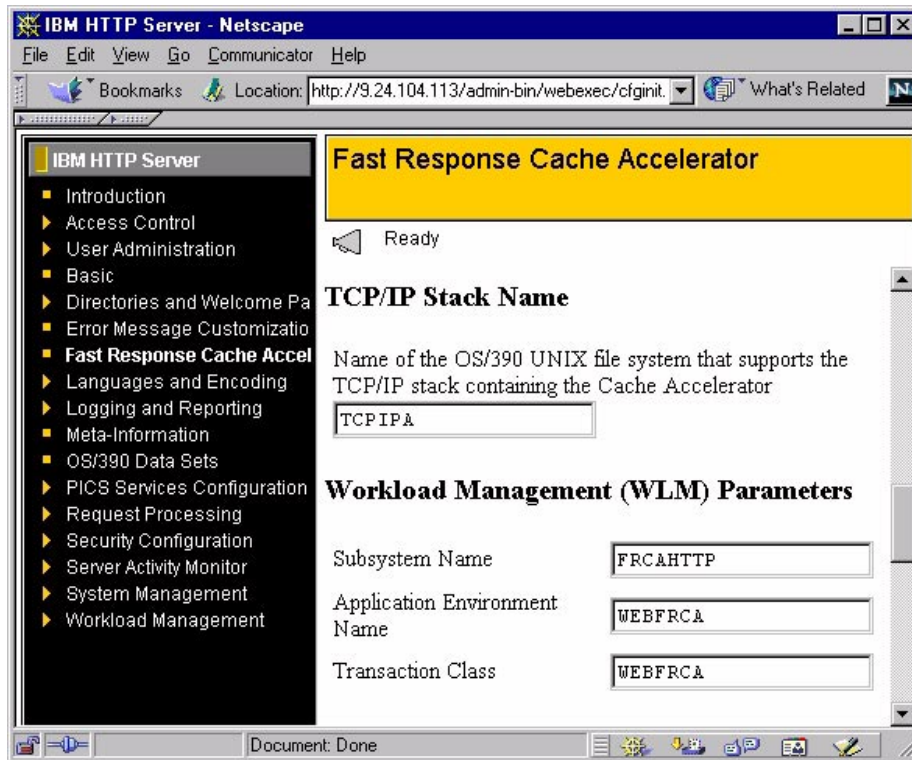 IBM HTTP Server - Netscape
File Edit View Go Communicator Help
Bookmarks Location: http://9.24.104.113/admin-bin/webexec/cfginit. What's Related N
IBM HTTP Server
Introduction
Access Control
User Administration
Basic
Directories and Welcome Pa
Error Message Customizatio
Fast Response Cache Accel
Languages and Encoding
Logging and Reporting
Meta-Information
OS/390 Data Sets
PICS Services Configuration
Request Processing
Security Configuration
Server Activity Monitor
System Management
Workload Management
Fast Response Cache Accelerator
Ready
TCP/IP Stack Name
Name of the OS/390 UNIX file system that supports the
TCP/IP stack containing the Cache Accelerator
TCPIPA
Workload Management (WLM) Parameters
Subsystem Name FRCAHTTP
Application Environment
Name WEBFRCA
Transaction Class WEBFRCA
Document: Done